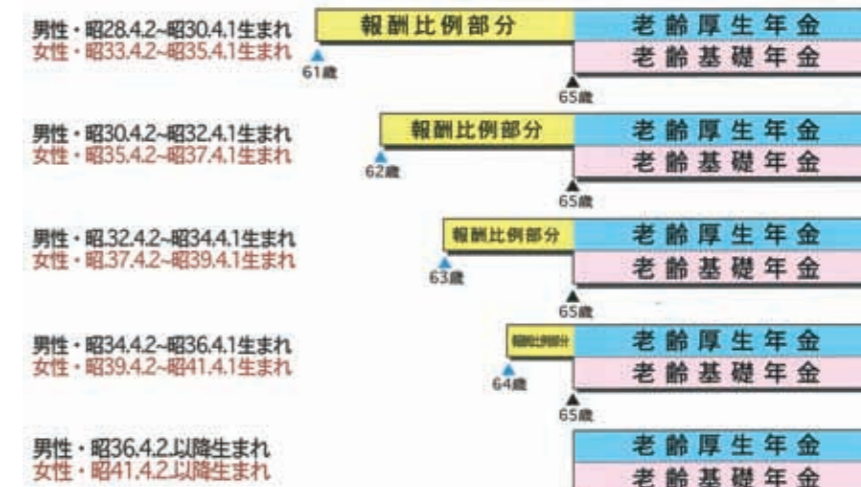 男性・昭28.4.2~昭30.4.1生まれ
女性・昭33.4.2~昭35.4.1生まれ
報酬比例部分
老齢厚生年金
老齢基礎年金
61歳
65歳
男性・昭30.4.2~昭32.4.1生まれ
女性・昭35.4.2~昭37.4.1生まれ
報酬比例部分
老齢厚生年金
老齢基礎年金
62歳
65歳
男性・昭.32.4.2~昭34.4.1生まれ
女性・昭.37.4.2~昭39.4.1生まれ
報酬比例部分
老齢厚生年金
老齢基礎年金
63歳
65歳
男性・昭34.4.2~昭36.4.1生まれ
女性・昭39.4.2~昭41.4.1生まれ
報酬比例部分
老齢厚生年金
老齢基礎年金
64歳
65歳
男性・昭36.4.2.以降生まれ
女性・昭41.4.2.以降生まれ
老齢厚生年金
老齢基礎年金